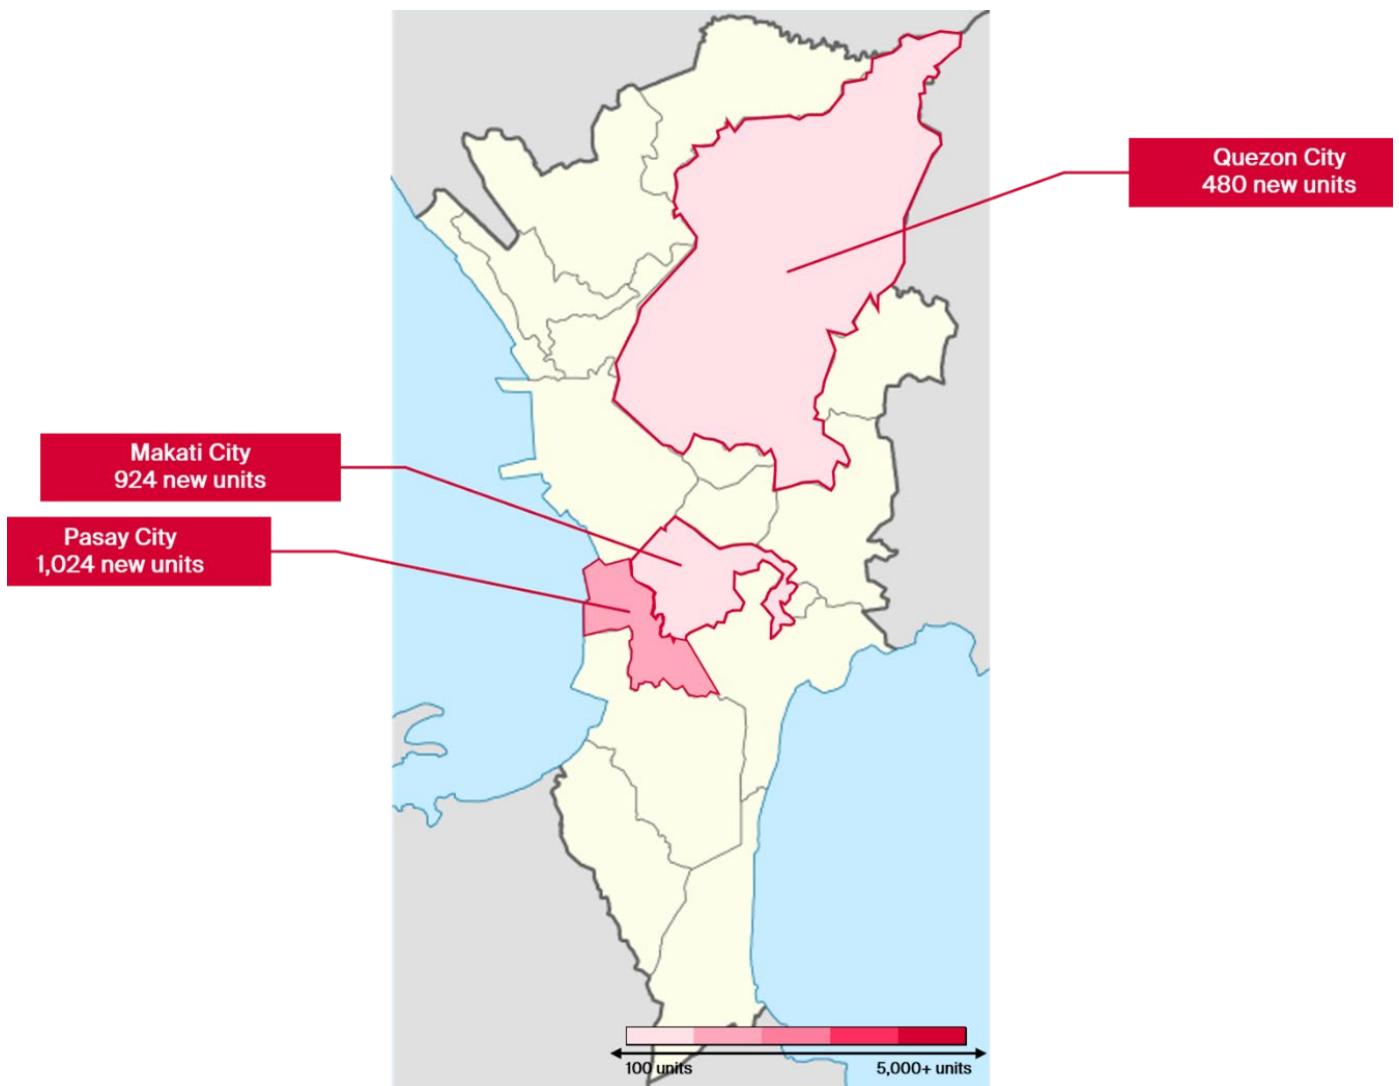 Quezon City
480 new units
Makati City
924 new units
Pasay City
1,024 new units
100 units
5,000+ units